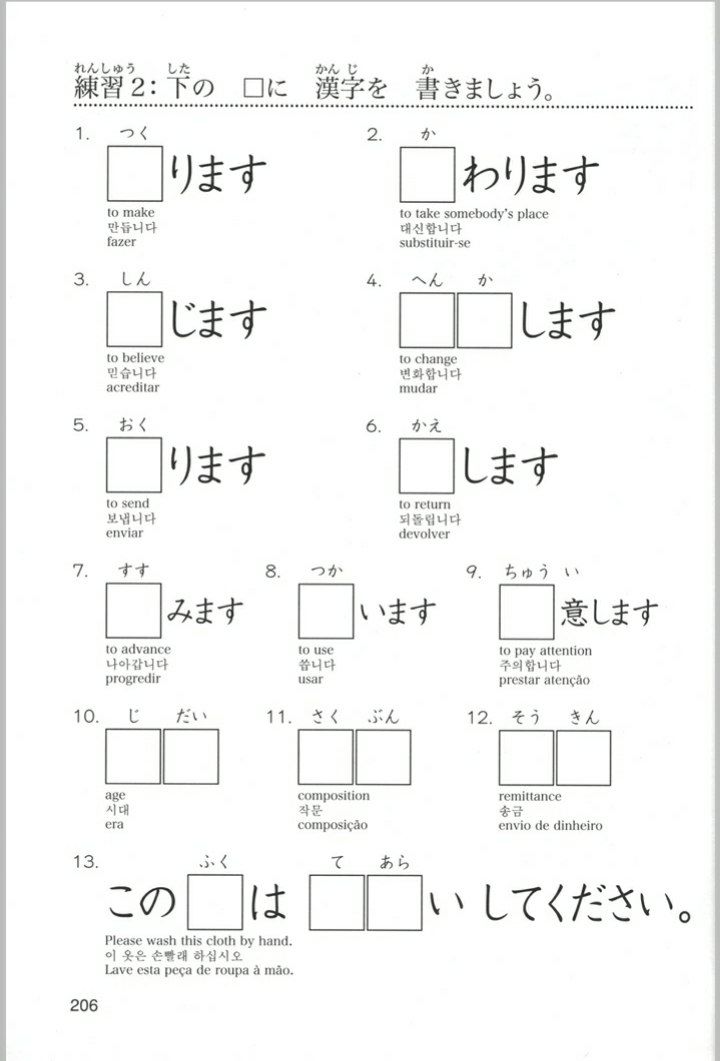 れんしゅう した かんじ か
練習2：下の □に 漢字を 書きましょう。
1. つく
□ります
to make
만듭니다
fazer
2. か
□わります
to take somebody's place
대신합니다
substituir-se
3. しん
□じます
to believe
믿습니다
acreditar
4. へん か
□□します
to change
변화합니다
mudar
5. おく
□ります
to send
보냅니다
enviar
6. かえ
□します
to return
되돌립니다
devolver
7. すす
□みます
to advance
나아갑니다
progredir
8. つか
□います
to use
씁니다
usar
9. ちゅう い
□意します
to pay attention
주의합니다
prestar atenção
10. じ だい
□□
age
시대
era
11. さく ぶん
□□
composition
작문
composição
12. そう きん
□□
remittance
송금
envio de dinheiro
13. ふく て あら
この □は □□い してください。
Please wash this cloth by hand.
이 옷은 손빨래 하십시오
Lave esta peça de roupa à mão.
206